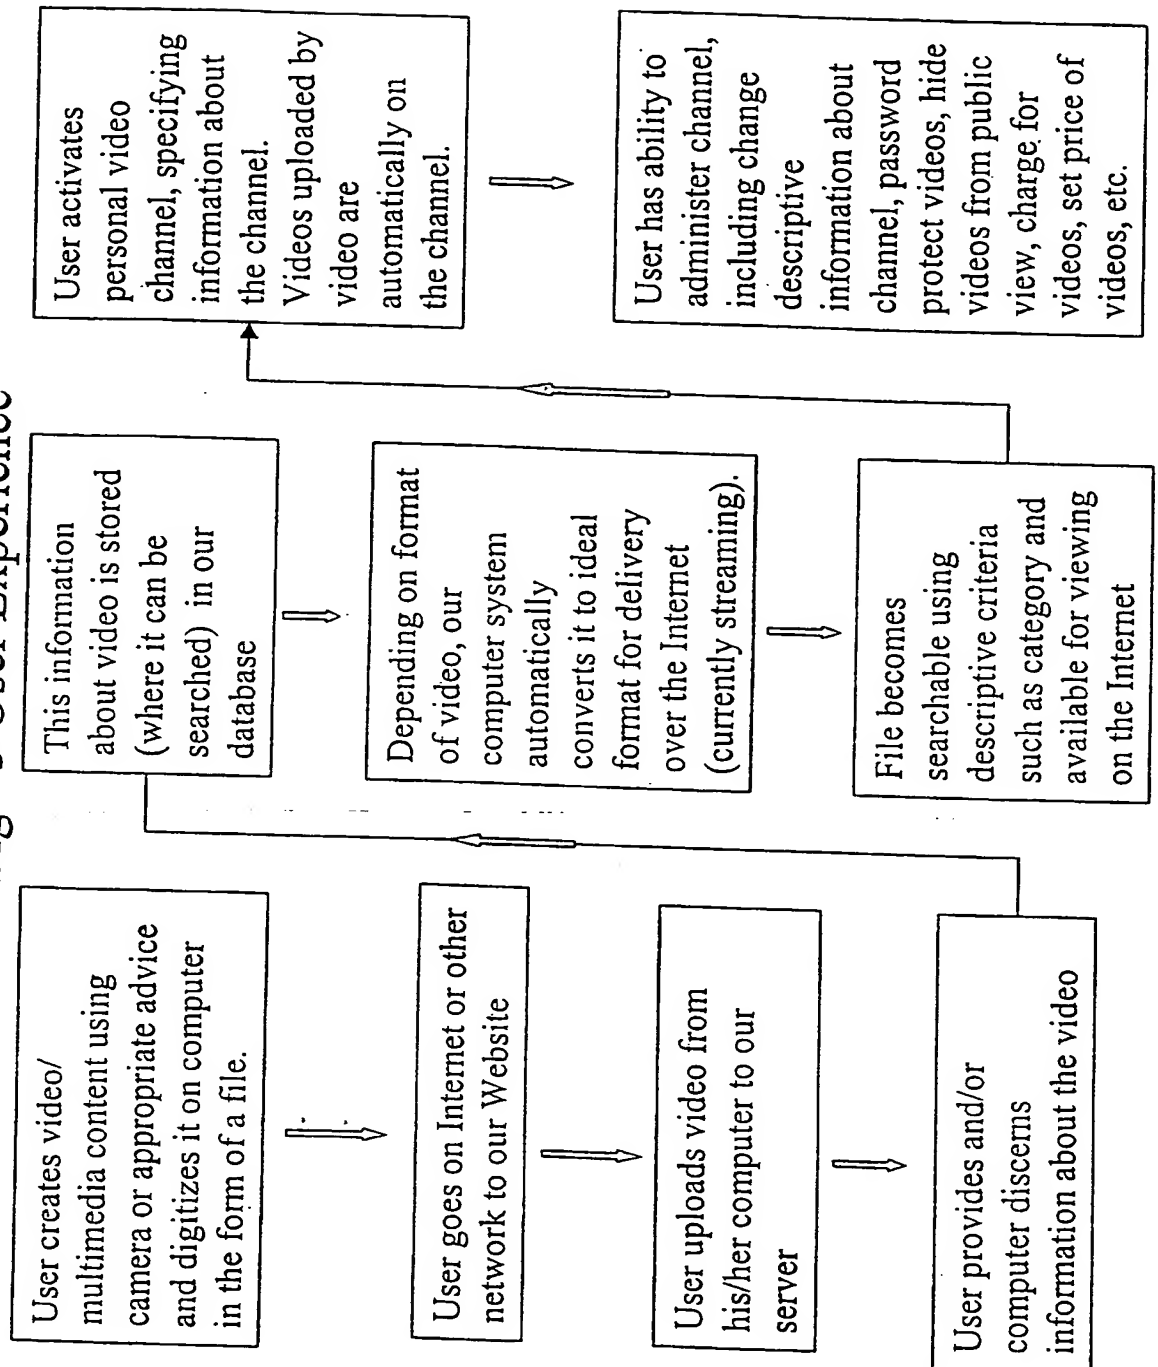 User Experience
User creates video/
multimedia content using
camera or appropriate advice
and digitizes it on computer
in the form of a file.
User goes on Internet or other
network to our Website
User uploads video from
his/her computer to our
server
User provides and/or
computer discerns
information about the video
This information
about video is stored
(where it can be
searched) in our
database
Depending on format
of video, our
computer system
automatically
converts it to ideal
format for delivery
over the Internet
(currently streaming).
File becomes
searchable using
descriptive criteria
such as category and
available for viewing
on the Internet
User activates
personal video
channel, specifying
information about
the channel.
Videos uploaded by
video are
automatically on
the channel.
User has ability to
administer channel,
including change
descriptive
information about
channel, password
protect videos, hide
videos from public
view, charge for
videos, set price of
videos, etc.